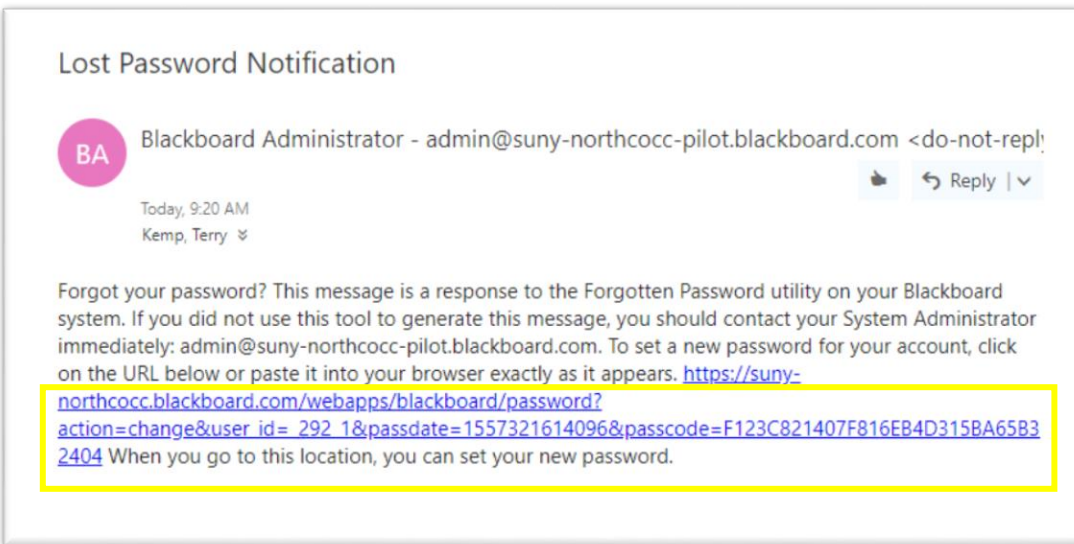 Lost Password Notification
BA
Blackboard Administrator - admin@suny-northcocc-pilot.blackboard.com <do-not-reply
Reply
Today, 9:20 AM
Kemp, Terry
Forgot your password? This message is a response to the Forgotten Password utility on your Blackboard
system. If you did not use this tool to generate this message, you should contact your System Administrator
immediately: admin@suny-northcocc-pilot.blackboard.com. To set a new password for your account, click
on the URL below or paste it into your browser exactly as it appears. https://suny-
northcocc.blackboard.com/webapps/blackboard/password?
action=change&user_id=_292_1&passdate=1557321614096&passcode=F123C821407F816EB4D315BA65B3
2404 When you go to this location, you can set your new password.